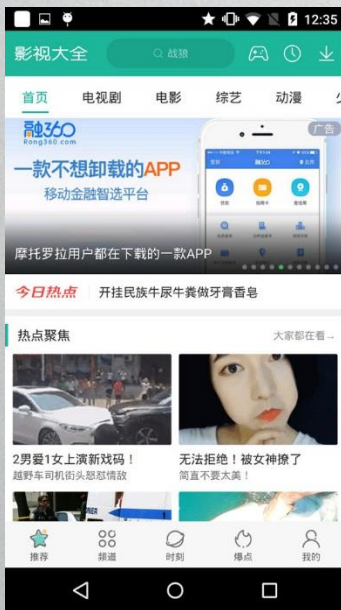 12:35
影视大全
战狼
首页 电视剧 电影 综艺 动漫
广告
融360
Rong360.com
一款不想卸载的APP
移动金融智选平台
摩托罗拉用户都在下载的一款APP
今日热点 开挂民族牛尿牛粪做牙膏香皂
热点聚焦 大家都在看→
2男爱1女上演新戏码！
越野车司机街头怒怼情敌
无法拒绝！被女神撩了
简直不要太美！
推荐 频道 时刻 爆点 我的